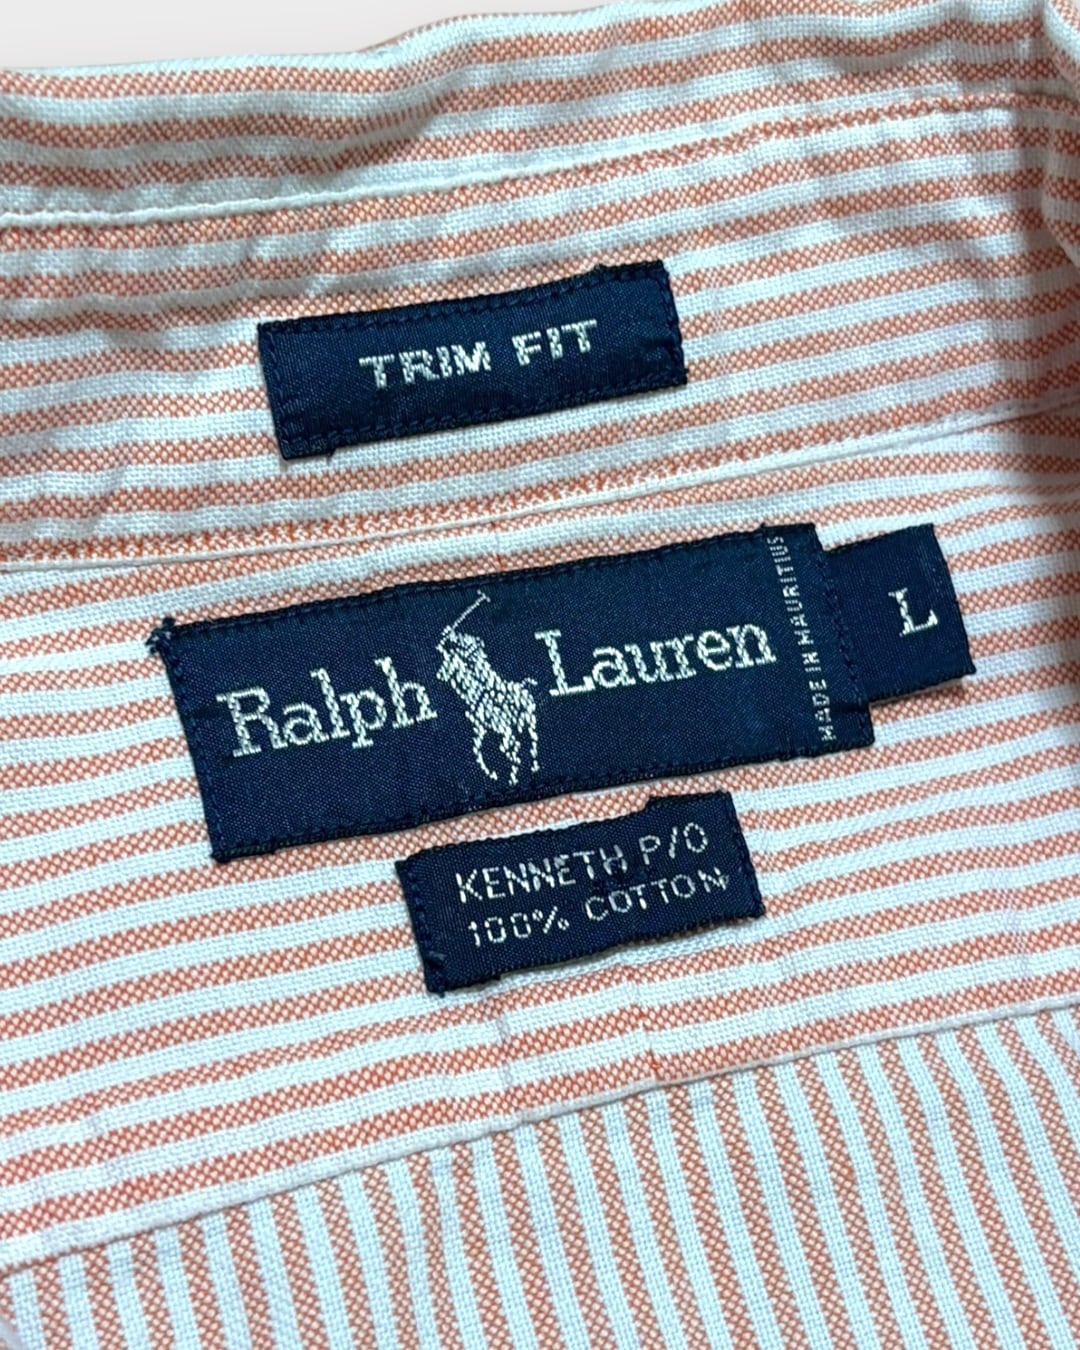 TRIM FIT
Ralph Lauren
MADE IN MAURITIUS
L
KENNETH P/O
100% COTTON